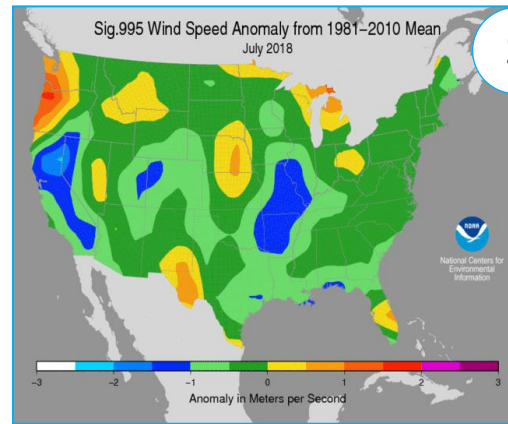 Sig.995 Wind Speed Anomaly from 1981–2010 Mean
July 2018
NOAA
National Centers for
Environmental
Information
−3 −2 −1 0 1 2 3
Anomaly in Meters per Second